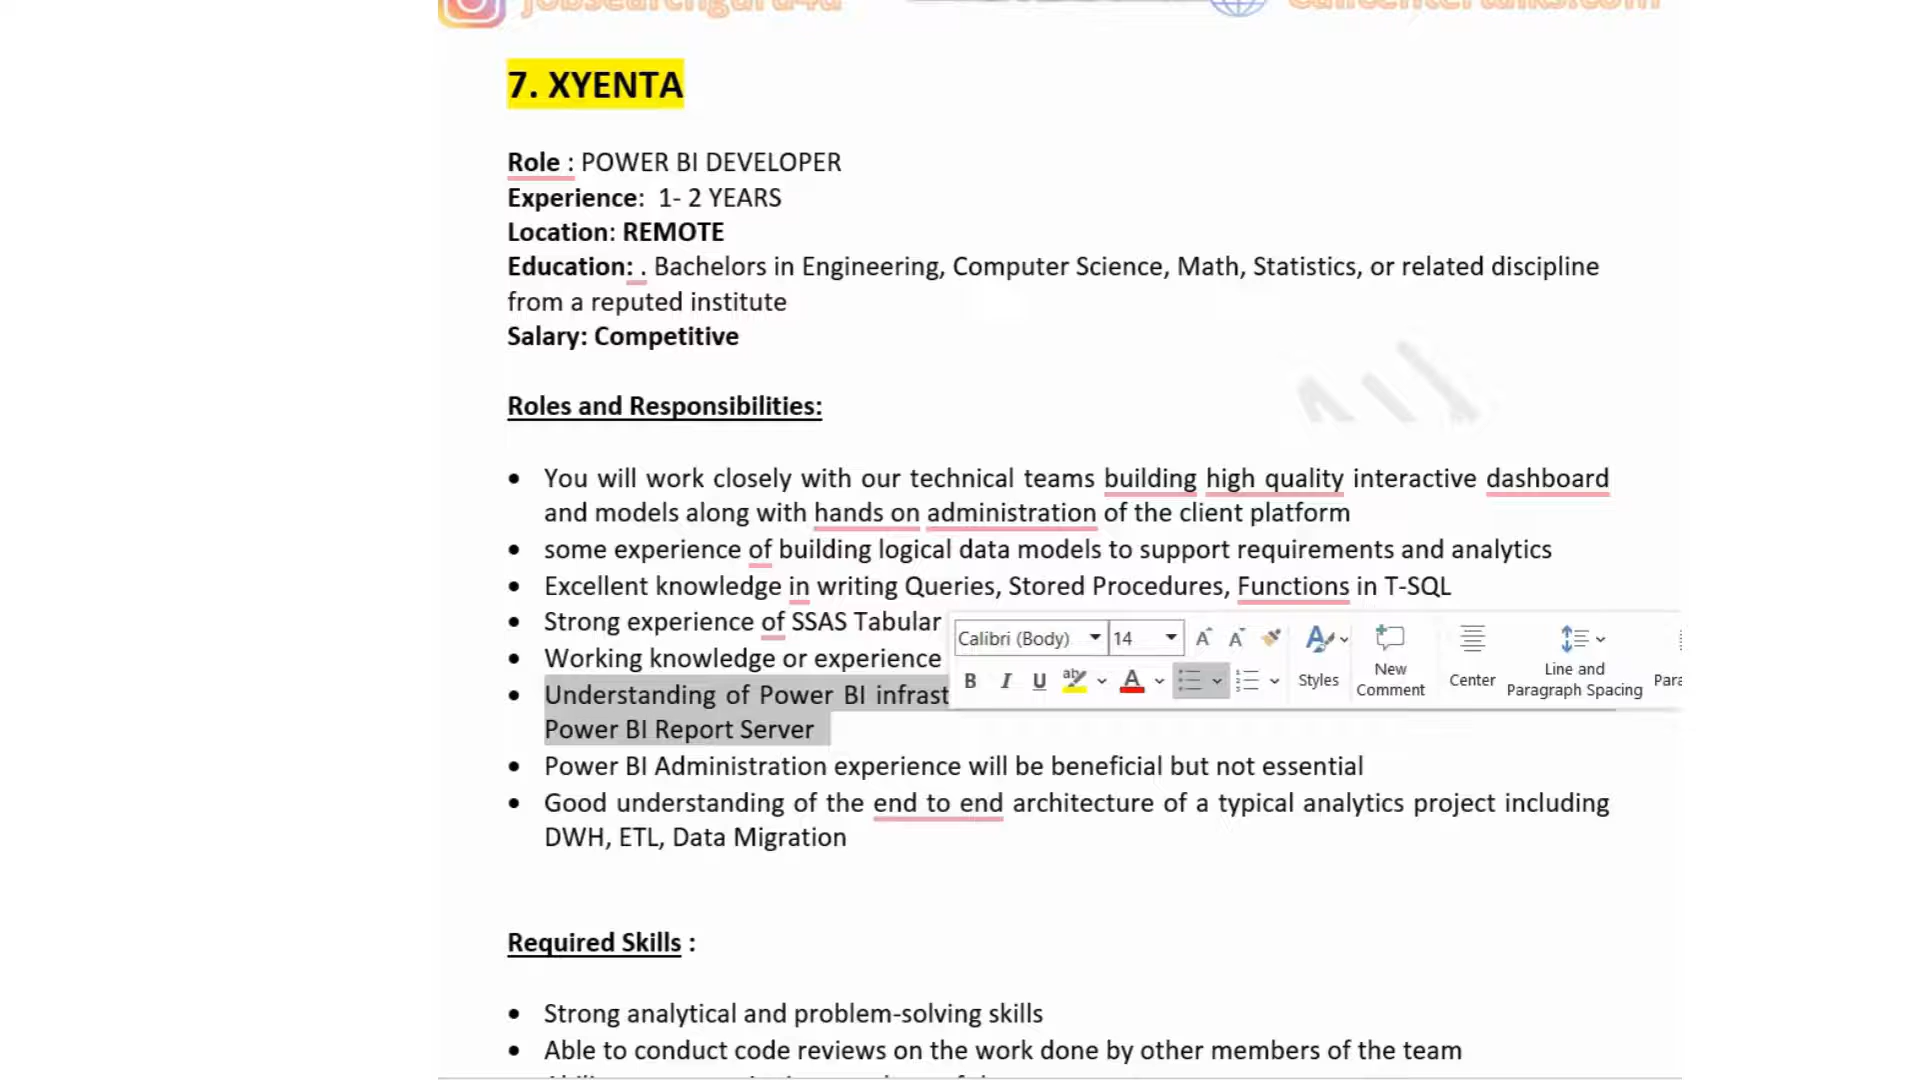 7. XYENTA
Role : POWER BI DEVELOPER
Experience: 1- 2 YEARS
Location: REMOTE
Education: . Bachelors in Engineering, Computer Science, Math, Statistics, or related discipline
from a reputed institute
Salary: Competitive
Roles and Responsibilities:
• You will work closely with our technical teams building high quality interactive dashboard
and models along with hands on administration of the client platform
• some experience of building logical data models to support requirements and analytics
• Excellent knowledge in writing Queries, Stored Procedures, Functions in T-SQL
• Strong experience of SSAS Tabular
• Working knowledge or experience
• Understanding of Power BI
Power BI Report Server
• Power BI Administration experience will be beneficial but not essential
• Good understanding of the end to end architecture of a typical analytics project including
DWH, ETL, Data Migration
Calibri (Body) 14
New
Comment
Center
Line and
Paragraph Spacing
B I U
Styles
Required Skills :
• Strong analytical and problem-solving skills
• Able to conduct code reviews on the work done by other members of the team